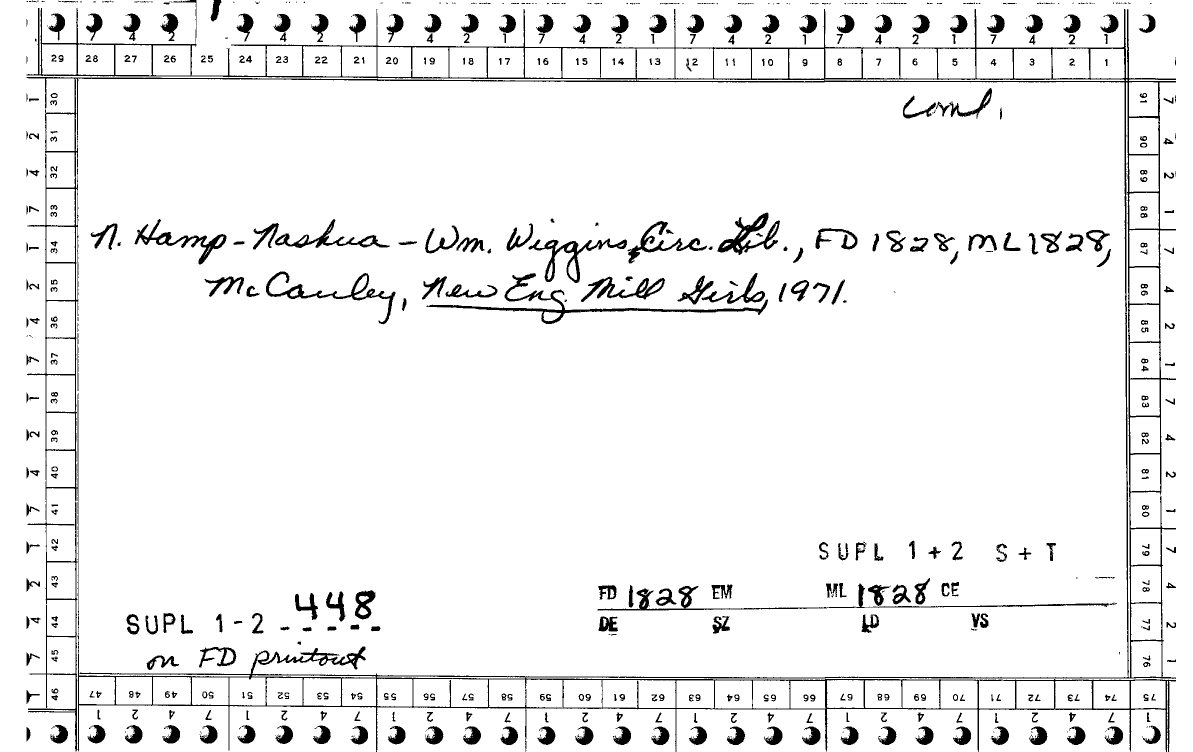 7 4 2 1 7 4 2 1 7 4 2 1 7 4 2 1 7 4 2 1 7 4 2 1 7 4 2 1
29 28 27 26 25 24 23 22 21 20 19 18 17 16 15 14 13 12 11 10 9 8 7 6 5 4 3 2 1
coml.
N. Hamp - Nashua - Wm. Wiggins, Circ. Lib., FD 1828, ML 1828,
McCauley, New Eng. Mill Girls, 1971.
SUPL 1+2 S+T
FD 1828 EM ML 1828 CE
DE SZ LD VS
SUPL 1-2 448
on FD printout
30 31 32 33 34 35 36 37 38 39 40 41 42 43 44 45 46
91 90 89 88 87 86 85 84 83 82 81 80 79 78 77 76 75
47 48 49 50 51 52 53 54 55 56 57 58 59 60 61 62 63 64 65 66 67 68 69 70 71 72 73 74
1 2 4 7 1 2 4 7 1 2 4 7 1 2 4 7 1 2 4 7 1 2 4 7 1 2 4 7 1